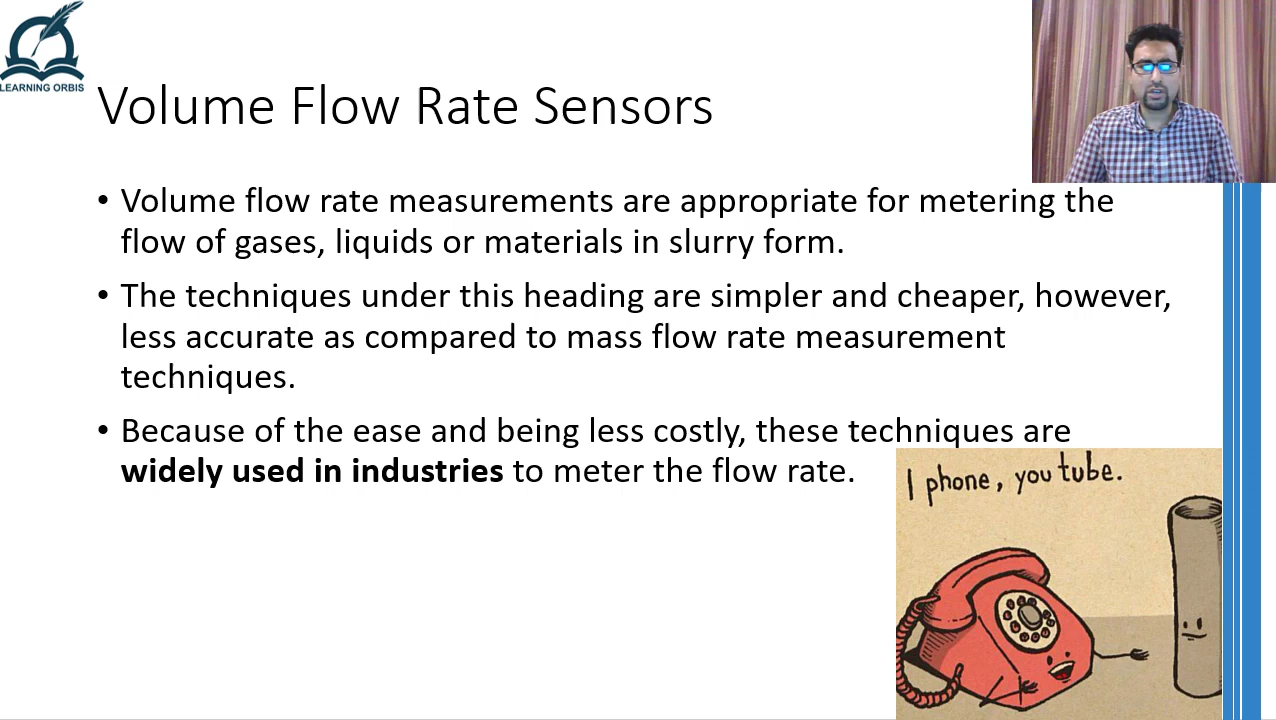 LEARNING ORBIS
Volume Flow Rate Sensors
• Volume flow rate measurements are appropriate for metering the
flow of gases, liquids or materials in slurry form.
• The techniques under this heading are simpler and cheaper, however,
less accurate as compared to mass flow rate measurement
techniques.
• Because of the ease and being less costly, these techniques are
widely used in industries to meter the flow rate.
I phone, you tube.